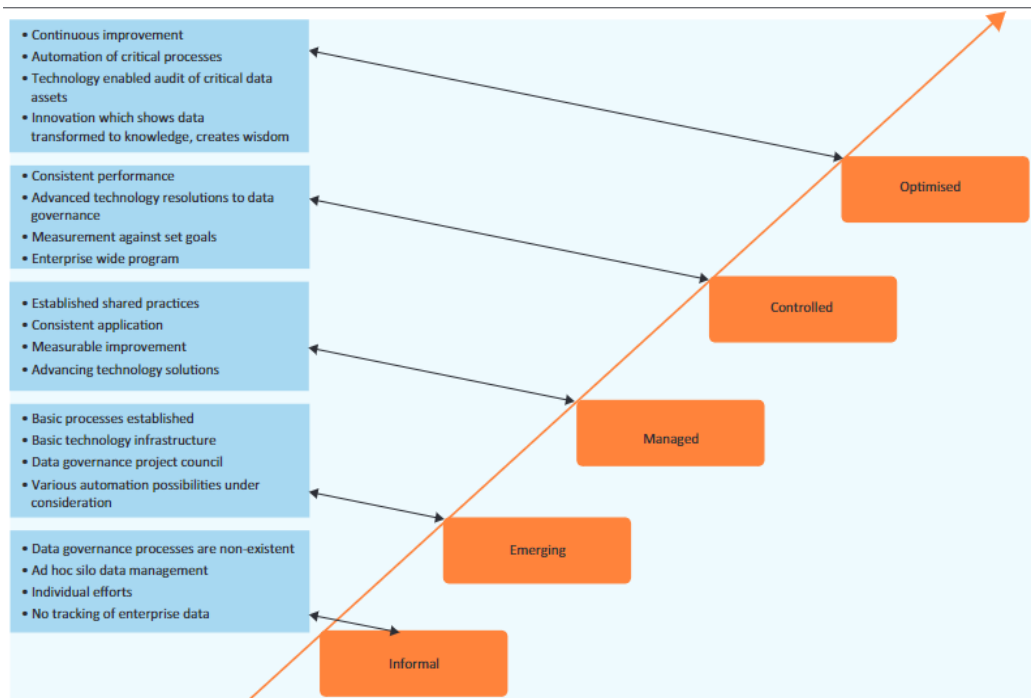 • Continuous improvement
• Automation of critical processes
• Technology enabled audit of critical data
assets
• Innovation which shows data
transformed to knowledge, creates wisdom
Optimised
• Consistent performance
• Advanced technology resolutions to data
governance
• Measurement against set goals
• Enterprise wide program
Controlled
• Established shared practices
• Consistent application
• Measurable improvement
• Advancing technology solutions
Managed
• Basic processes established
• Basic technology infrastructure
• Data governance project council
• Various automation possibilities under
consideration
Emerging
• Data governance processes are non-existent
• Ad hoc silo data management
• Individual efforts
• No tracking of enterprise data
Informal